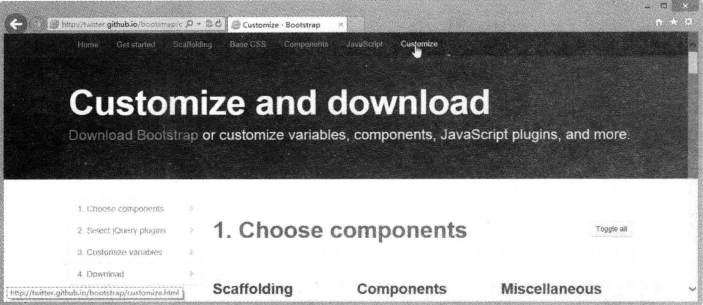 http://twitter.github.io/bootstrap/c
Customize · Bootstrap
Home Get started Scaffolding Base CSS Components JavaScript Customize
Customize and download
Download Bootstrap or customize variables, components, JavaScript plugins, and more.
1. Choose components
2. Select jQuery plugins
3. Customize variables
4. Download
1. Choose components
Toggle all
Scaffolding Components Miscellaneous
http://twitter.github.io/bootstrap/customize.html